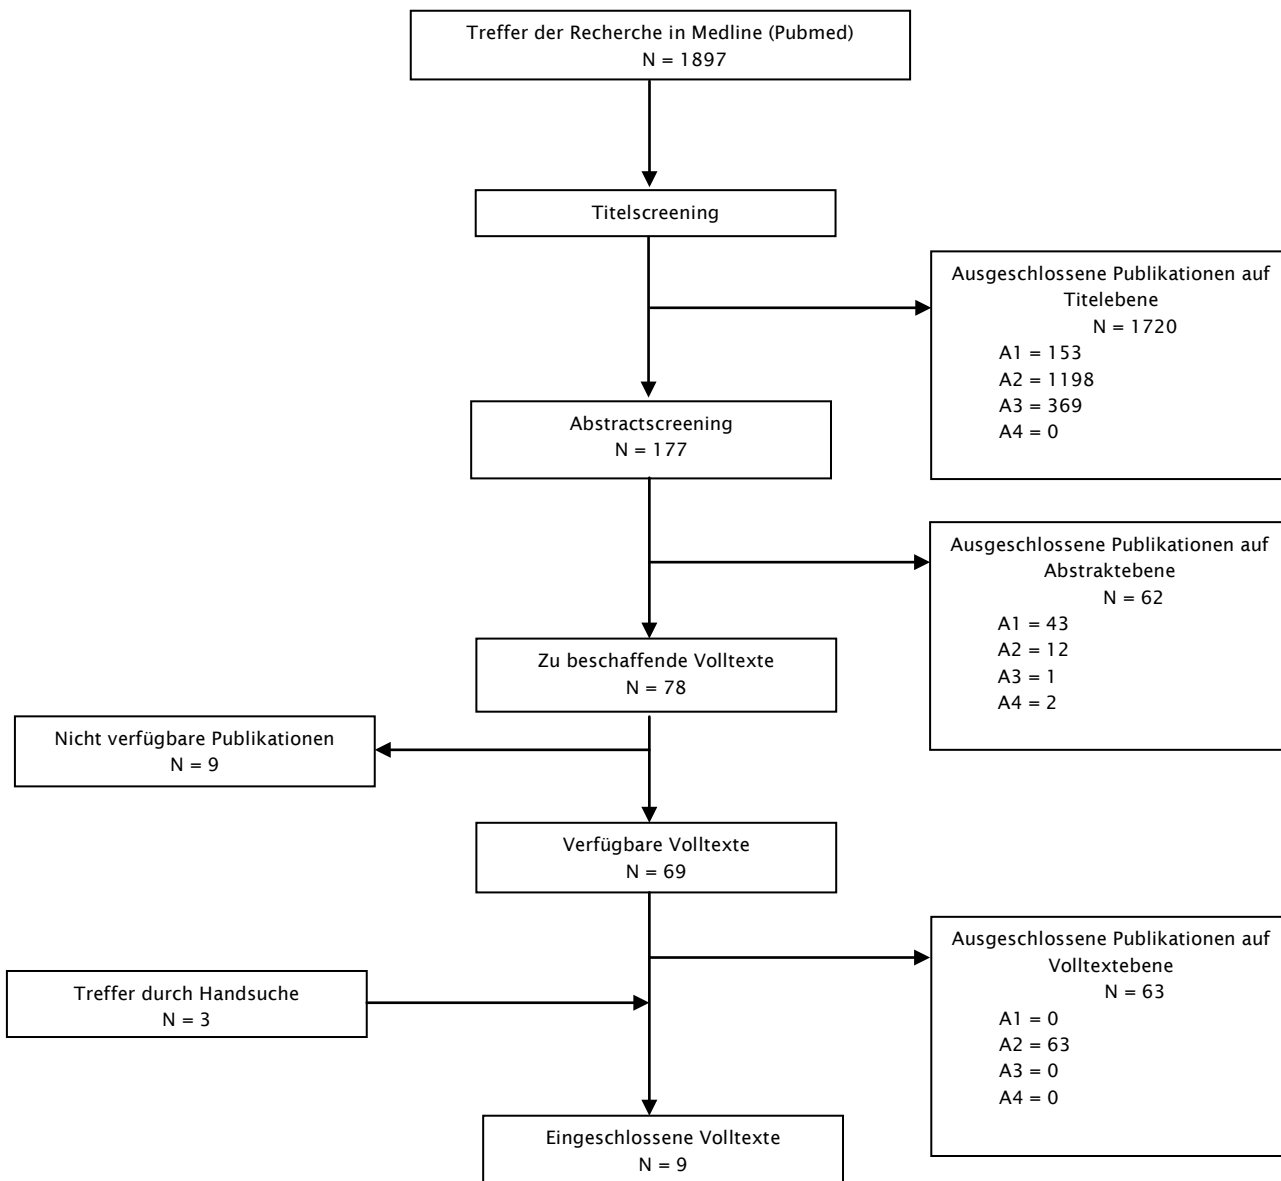 Treffer der Recherche in Medline (Pubmed)
N = 1897
Titelscreening
Ausgeschlossene Publikationen auf
Titelebene
N = 1720
A1 = 153
A2 = 1198
A3 = 369
A4 = 0
Abstractscreening
N = 177
Ausgeschlossene Publikationen auf
Abstraktebene
N = 62
A1 = 43
A2 = 12
A3 = 1
A4 = 2
Zu beschaffende Volltexte
N = 78
Nicht verfügbare Publikationen
N = 9
Verfügbare Volltexte
N = 69
Ausgeschlossene Publikationen auf
Volltextebene
N = 63
A1 = 0
A2 = 63
A3 = 0
A4 = 0
Treffer durch Handsuche
N = 3
Eingeschlossene Volltexte
N = 9